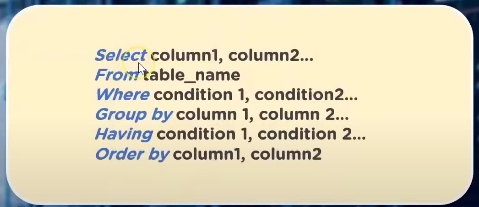 Select column1, column2...
From table_name
Where condition 1, condition2...
Group by column 1, column 2...
Having condition 1, condition 2...
Order by column1, column2